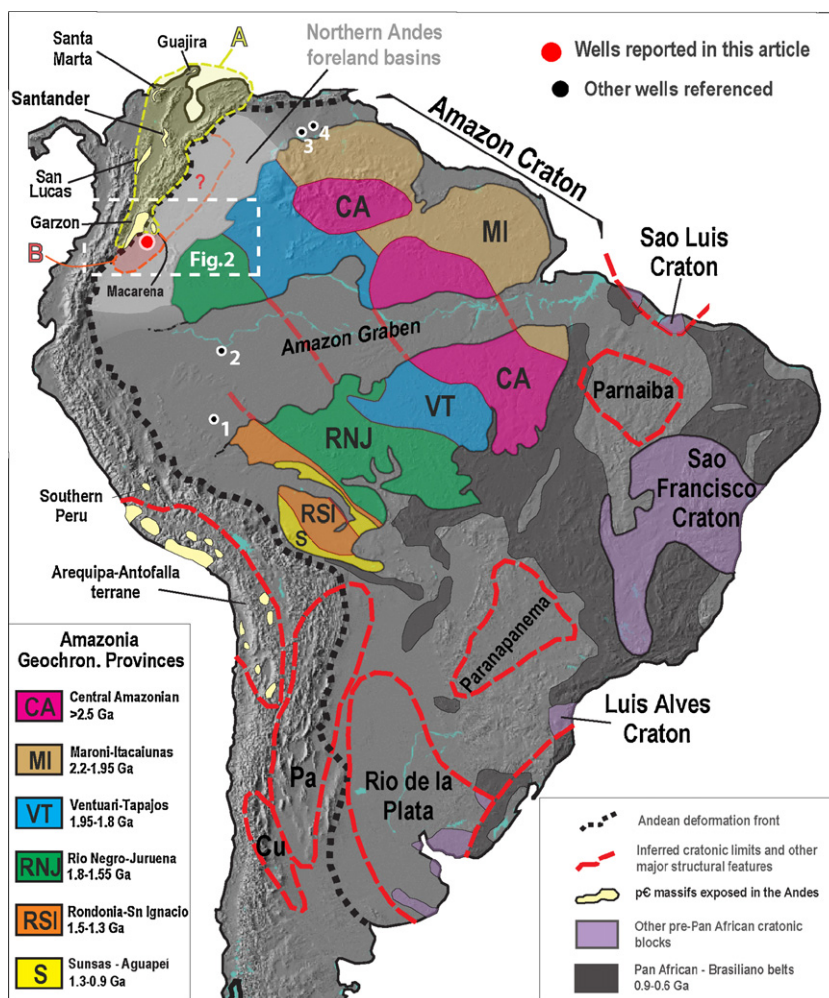 Santa
Marta
Guajira
A
Northern Andes
foreland basins
Wells reported in this article
Other wells referenced
Santander
4
3
Amazon Craton
San
Lucas
?
CA
MI
Garzon
Sao Luis
Craton
B
Fig.2
Macarena
Amazon Graben
2
CA
Parnaiba
VT
1
RNJ
Sao
Francisco
Craton
Southern
Peru
RSI
S
Arequipa-Antofalla
terrane
Paranapanema
Luis Alves
Craton
Pa
Rio de la
Plata
Cu
Amazonia
Geochron. Provinces
CA
Central Amazonian
>2.5 Ga
MI
Maroni-Itacaiunas
2.2-1.95 Ga
VT
Ventuari-Tapajos
1.95-1.8 Ga
RNJ
Rio Negro-Juruena
1.8-1.55 Ga
RSI
Rondonia-Sn Ignacio
1.5-1.3 Ga
S
Sunsas - Aguapei
1.3-0.9 Ga
Andean deformation front
Inferred cratonic limits and other
major structural features
p€ massifs exposed in the Andes
Other pre-Pan African cratonic
blocks
Pan African - Brasiliano belts
0.9-0.6 Ga